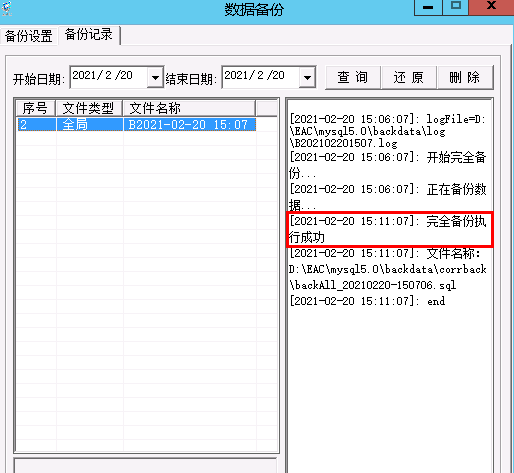 数据备份
备份设置 备份记录
开始日期: 2021/ 2 /20 结束日期: 2021/ 2 /20 查 询 还 原 删 除
序号 文件类型 文件名称
2 全局 B2021-02-20 15:07
[2021-02-20 15:06:07]: logFile=D:
\EAC\mysql5.0\backdata\log
\B202102201507.log
[2021-02-20 15:06:07]: 开始完全备
份...
[2021-02-20 15:06:07]: 正在备份数
据...
[2021-02-20 15:11:07]: 完全备份执
行成功
[2021-02-20 15:11:07]: 文件名称:
D:\EAC\mysql5.0\backdata\corrback
\backAll_20210220-150706.sql
[2021-02-20 15:11:07]: end